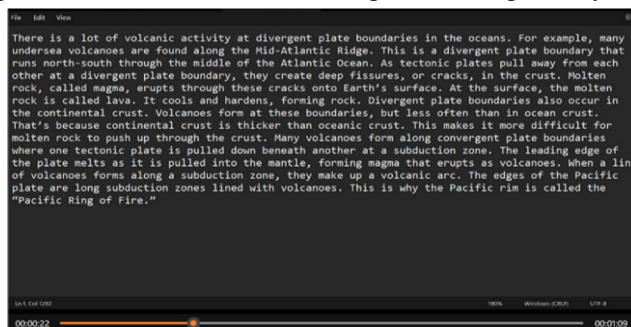 File Edit View
There is a lot of volcanic activity at divergent plate boundaries in the oceans. For example, many
undersea volcanoes are found along the Mid-Atlantic Ridge. This is a divergent plate boundary that
runs north-south through the middle of the Atlantic Ocean. As tectonic plates pull away from each
other at a divergent plate boundary, they create deep fissures, or cracks, in the crust. Molten
rock, called magma, erupts through these cracks onto Earth’s surface. At the surface, the molten
rock is called lava. It cools and hardens, forming rock. Divergent plate boundaries also occur in
the continental crust. Volcanoes form at these boundaries, but less often than in ocean crust.
That’s because continental crust is thicker than oceanic crust. This makes it more difficult for
molten rock to push up through the crust. Many volcanoes form along convergent plate boundaries
where one tectonic plate is pulled down beneath another at a subduction zone. The leading edge of
the plate melts as it is pulled into the mantle, forming magma that erupts as volcanoes. When a lin
of volcanoes forms along a subduction zone, they make up a volcanic arc. The edges of the Pacific
plate are long subduction zones lined with volcanoes. This is why the Pacific rim is called the
“Pacific Ring of Fire.”
Ln 1, Col 1292 190% Windows (CRLF) UTF-8
00:00:22 00:01:09